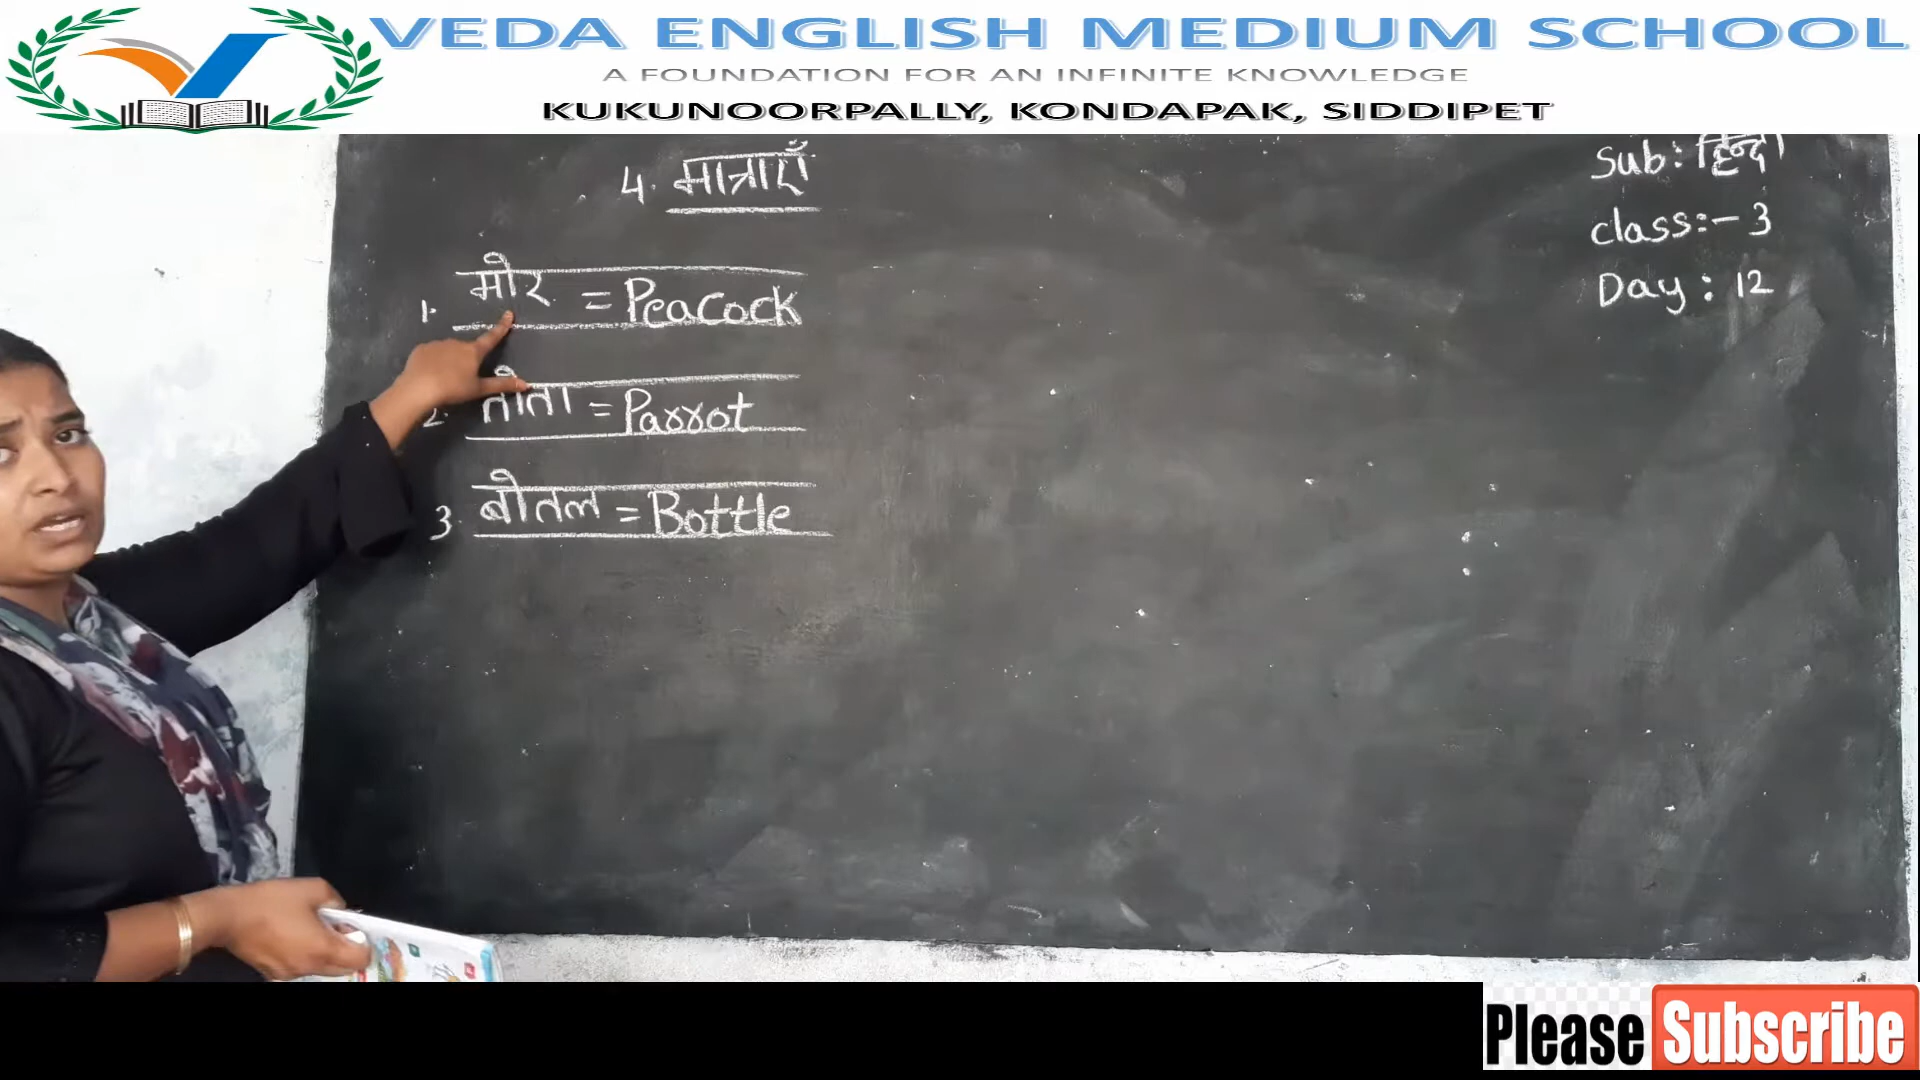 VEDA ENGLISH MEDIUM SCHOOL
A FOUNDATION FOR AN INFINITE KNOWLEDGE
KUKUNOORPALLY, KONDAPAK, SIDDIPET
Sub: हिन्दी
4. मात्राएँ
class:- 3
Day: 12
1. मोर = Peacock
2. तोता = Parrot
3. बोतल = Bottle
Please Subscribe